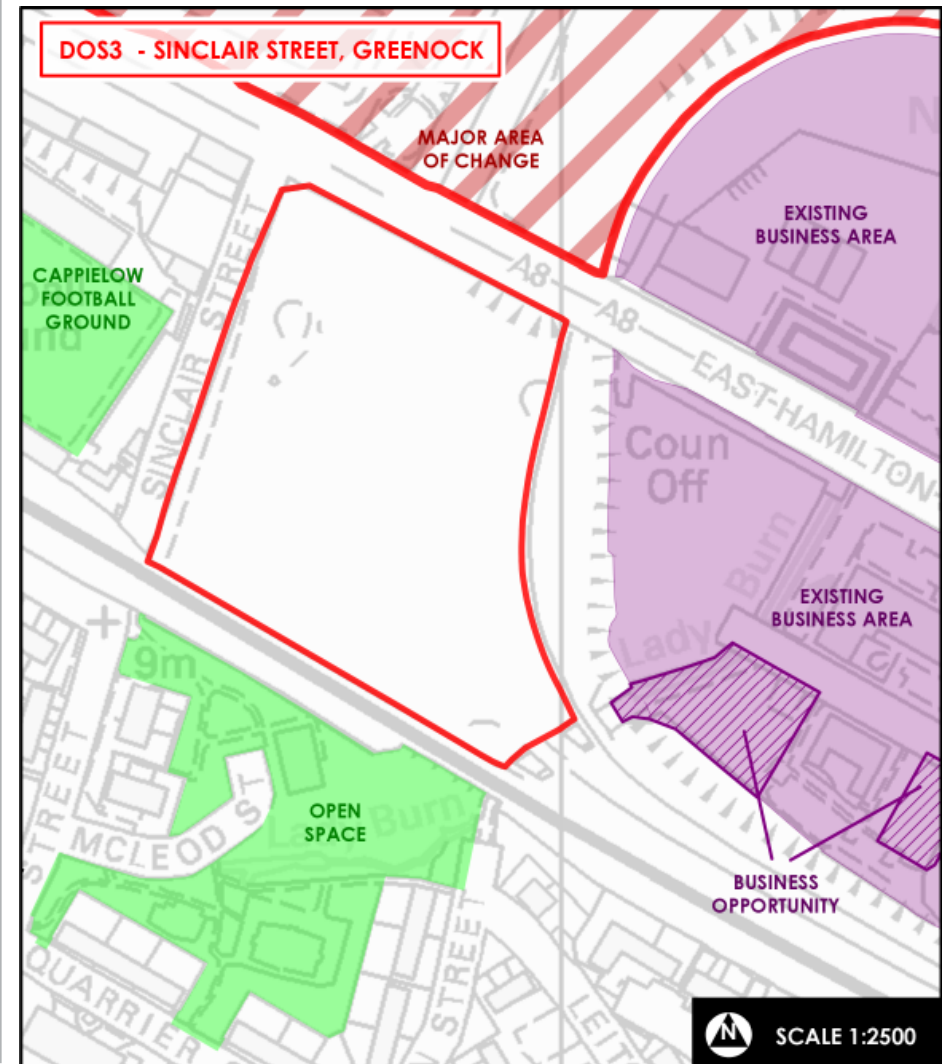 DOS3 - SINCLAIR STREET, GREENOCK
MAJOR AREA
OF CHANGE
N
EXISTING
BUSINESS AREA
CAPPIELOW
FOOTBALL
GROUND
SINCLAIR STREET
A8
A8
EAST HAMILTON
Coun
Off
Burn
Lady
EXISTING
BUSINESS AREA
9m
OPEN
SPACE
Burn
STREET
MCLEOD ST
BUSINESS
OPPORTUNITY
QUARRIER
STREET
N
SCALE 1:2500